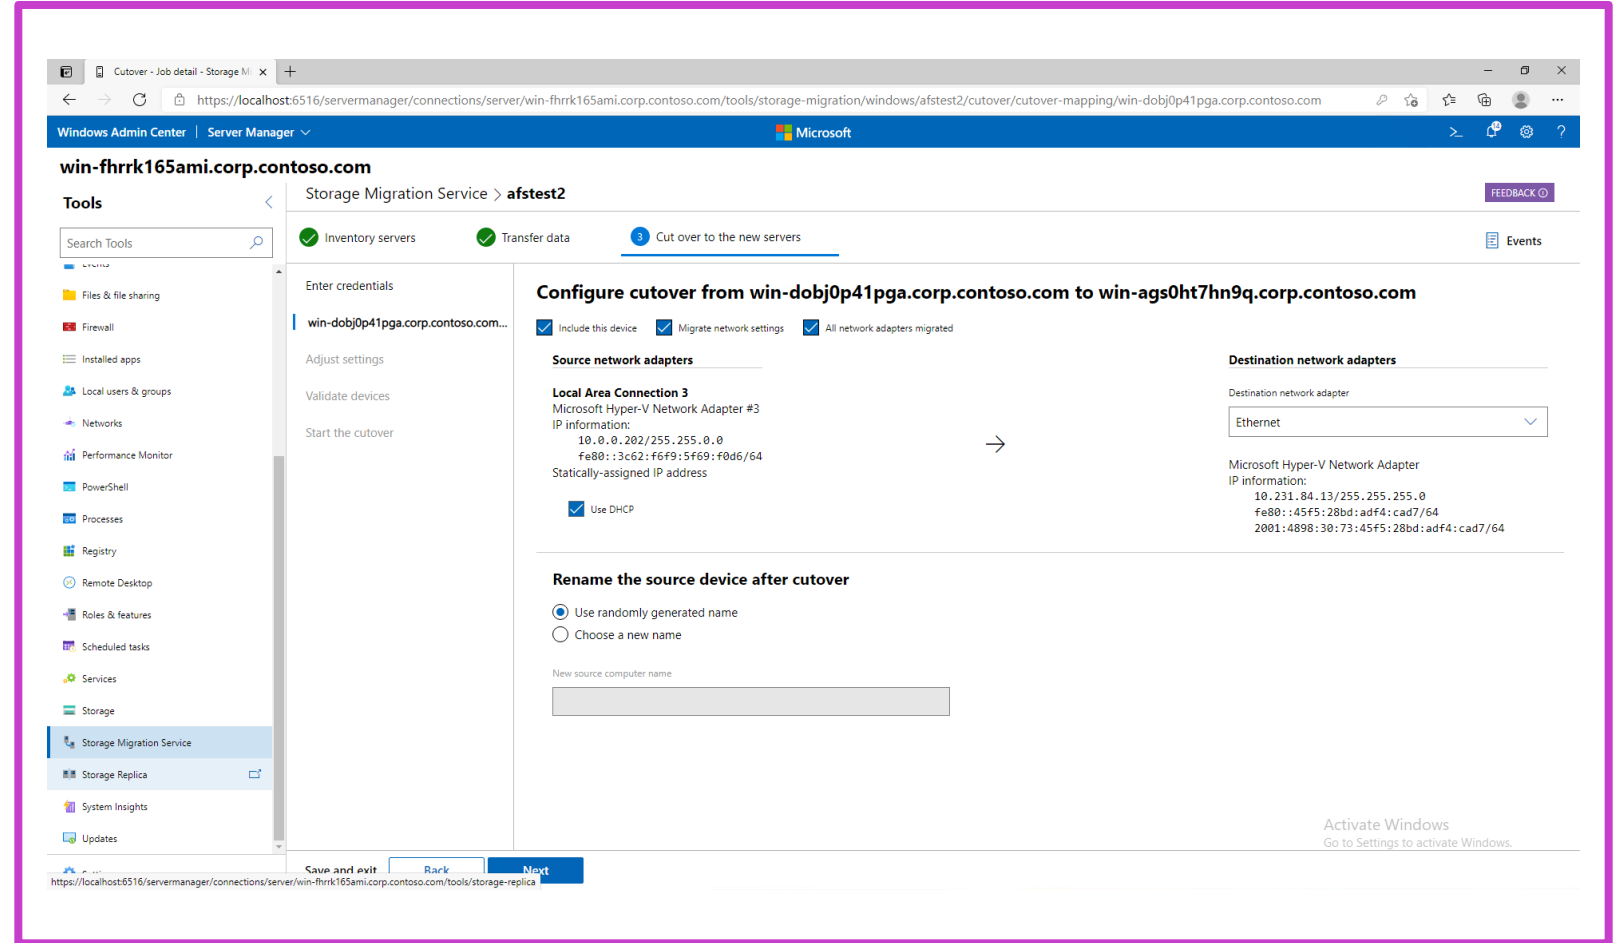 Cutover - Job detail - Storage Mi
https://localhost:6516/servermanager/connections/server/win-fhrrk165ami.corp.contoso.com/tools/storage-migration/windows/afstest2/cutover/cutover-mapping/win-dobj0p41pga.corp.contoso.com
Windows Admin Center | Server Manager
Microsoft
win-fhrrk165ami.corp.contoso.com
Tools
Search Tools
Events
Files & file sharing
Firewall
Installed apps
Local users & groups
Networks
Performance Monitor
PowerShell
Processes
Registry
Remote Desktop
Roles & features
Scheduled tasks
Services
Storage
Storage Migration Service
Storage Replica
System Insights
Updates
Storage Migration Service > afstest2
FEEDBACK
Inventory servers
Transfer data
3 Cut over to the new servers
Events
Enter credentials
win-dobj0p41pga.corp.contoso.com...
Adjust settings
Validate devices
Start the cutover
Configure cutover from win-dobj0p41pga.corp.contoso.com to win-ags0ht7hn9q.corp.contoso.com
Include this device
Migrate network settings
All network adapters migrated
Source network adapters
Local Area Connection 3
Microsoft Hyper-V Network Adapter #3
IP information:
10.0.0.202/255.255.0.0
fe80::3c62:f6f9:5f69:f0d6/64
Statically-assigned IP address
Use DHCP
Destination network adapters
Destination network adapter
Ethernet
Microsoft Hyper-V Network Adapter
IP information:
10.231.84.13/255.255.255.0
fe80::45f5:28bd:adf4:cad7/64
2001:4898:30:73:45f5:28bd:adf4:cad7/64
Rename the source device after cutover
Use randomly generated name
Choose a new name
New source computer name
Activate Windows
Go to Settings to activate Windows.
Save and exit
Back
Next
https://localhost:6516/servermanager/connections/server/win-fhrrk165ami.corp.contoso.com/tools/storage-replica